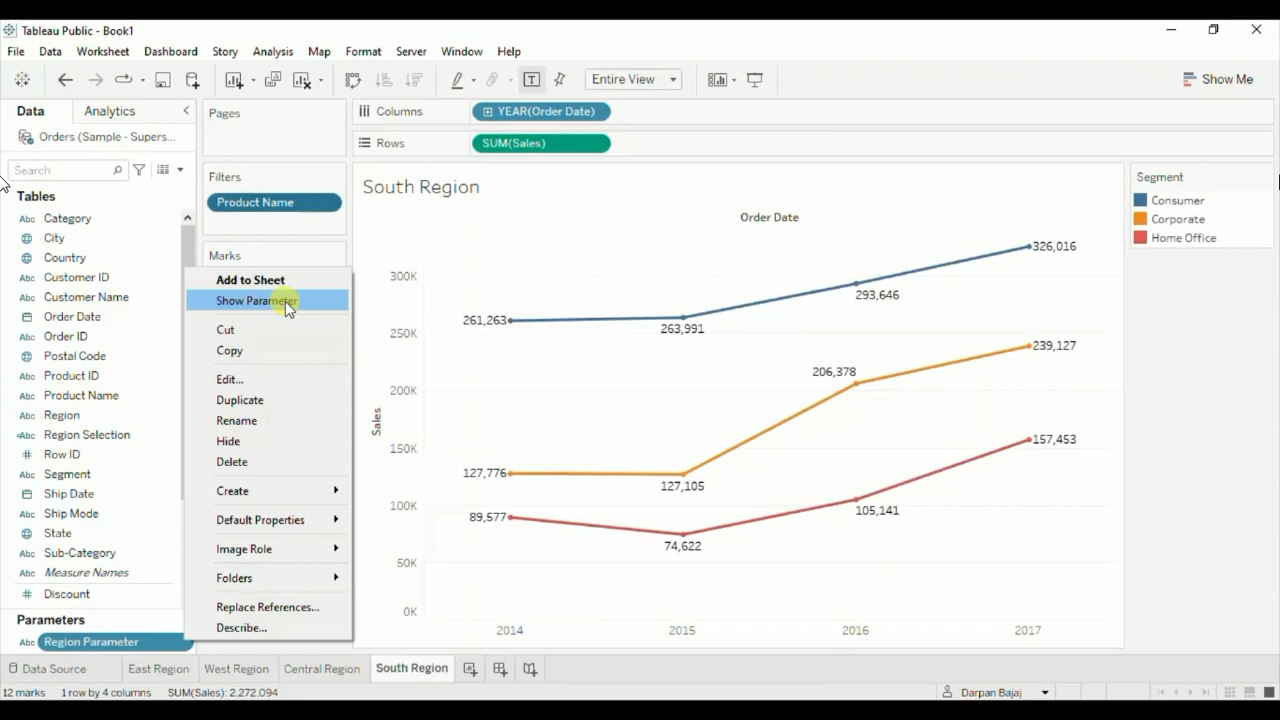 Tableau Public - Book1
File Data Worksheet Dashboard Story Analysis Map Format Server Window Help
Entire View
Show Me
Data Analytics
Pages
Columns YEAR(Order Date)
Orders (Sample - Supers...
Rows SUM(Sales)
Search
Filters
Product Name
Marks
Tables
Abc Category
City
Country
Abc Customer ID
Abc Customer Name
Order Date
Abc Order ID
Postal Code
Abc Product ID
Abc Product Name
Abc Region
=Abc Region Selection
# Row ID
Abc Segment
Ship Date
Abc Ship Mode
State
Abc Sub-Category
Abc Measure Names
# Discount
Parameters
Abc Region Parameter
Add to Sheet
Show Parameter
Cut
Copy
Edit...
Duplicate
Rename
Hide
Delete
Create
Default Properties
Image Role
Folders
Replace References...
Describe...
South Region
Order Date
Sales
300K
250K
200K
150K
100K
50K
0K
261,263
263,991
293,646
326,016
127,776
127,105
206,378
239,127
89,577
74,622
105,141
157,453
2014 2015 2016 2017
Segment
Consumer
Corporate
Home Office
Data Source East Region West Region Central Region South Region
12 marks 1 row by 4 columns SUM(Sales): 2,272,094
Darpan Bajaj